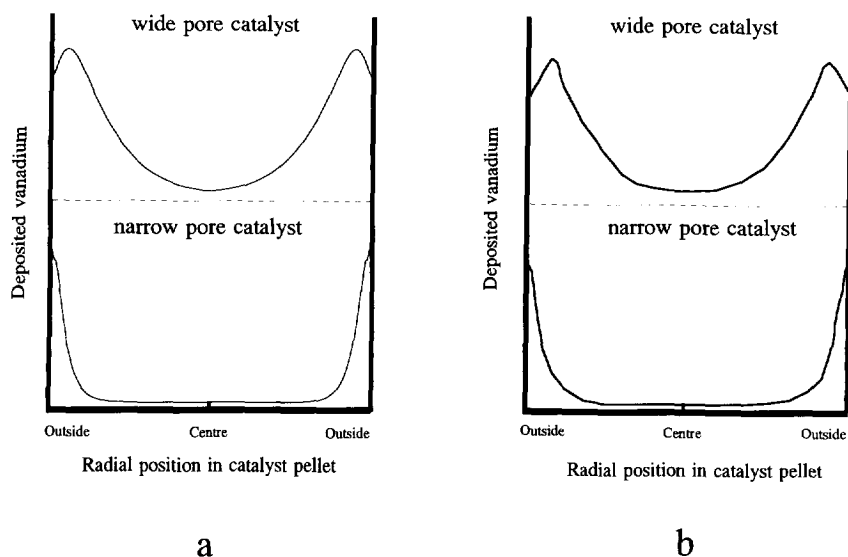 wide pore catalyst
narrow pore catalyst
Deposited vanadium
Outside Centre Outside
Radial position in catalyst pellet
a
wide pore catalyst
narrow pore catalyst
Deposited vanadium
Outside Centre Outside
Radial position in catalyst pellet
b